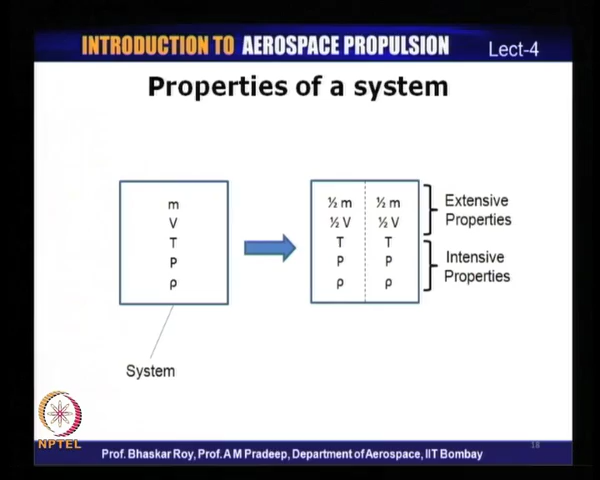 INTRODUCTION TO AEROSPACE PROPULSION Lect-4
Properties of a system
m
V
T
P
ρ
½ m ½ m
½ V ½ V
T T
P P
ρ ρ
Extensive
Properties
Intensive
Properties
System
NPTEL
18
Prof. Bhaskar Roy, Prof. A M Pradeep, Department of Aerospace, IIT Bombay